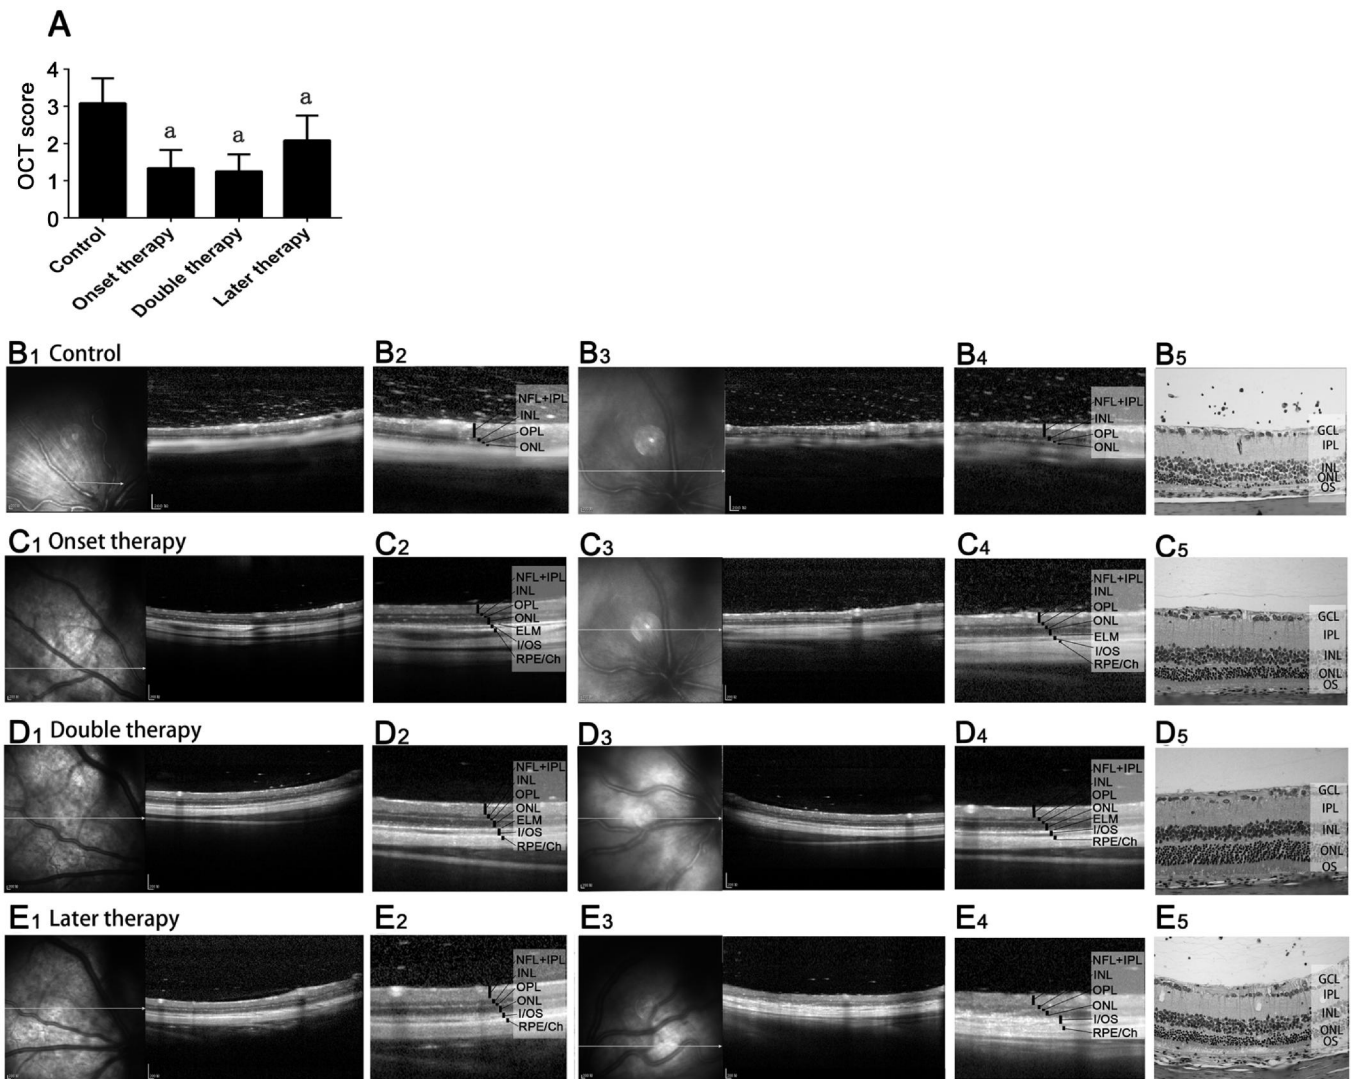 A
4
3
2
1
0
OCT score
a
a
a
Control
Onset therapy
Double therapy
Later therapy
B1 Control
B2
B3
B4
B5
NFL+IPL
INL
OPL
ONL
NFL+IPL
INL
OPL
ONL
GCL
IPL
INL
ONL
OS
C1 Onset therapy
C2
C3
C4
C5
NFL+IPL
INL
OPL
ONL
ELM
I/OS
RPE/Ch
NFL+IPL
INL
OPL
ONL
ELM
I/OS
RPE/Ch
GCL
IPL
INL
ONL
OS
D1 Double therapy
D2
D3
D4
D5
NFL+IPL
INL
OPL
ONL
ELM
I/OS
RPE/Ch
NFL+IPL
INL
OPL
ONL
ELM
I/OS
RPE/Ch
GCL
IPL
INL
ONL
OS
E1 Later therapy
E2
E3
E4
E5
NFL+IPL
INL
OPL
ONL
I/OS
RPE/Ch
NFL+IPL
INL
OPL
ONL
I/OS
RPE/Ch
GCL
IPL
INL
ONL
OS